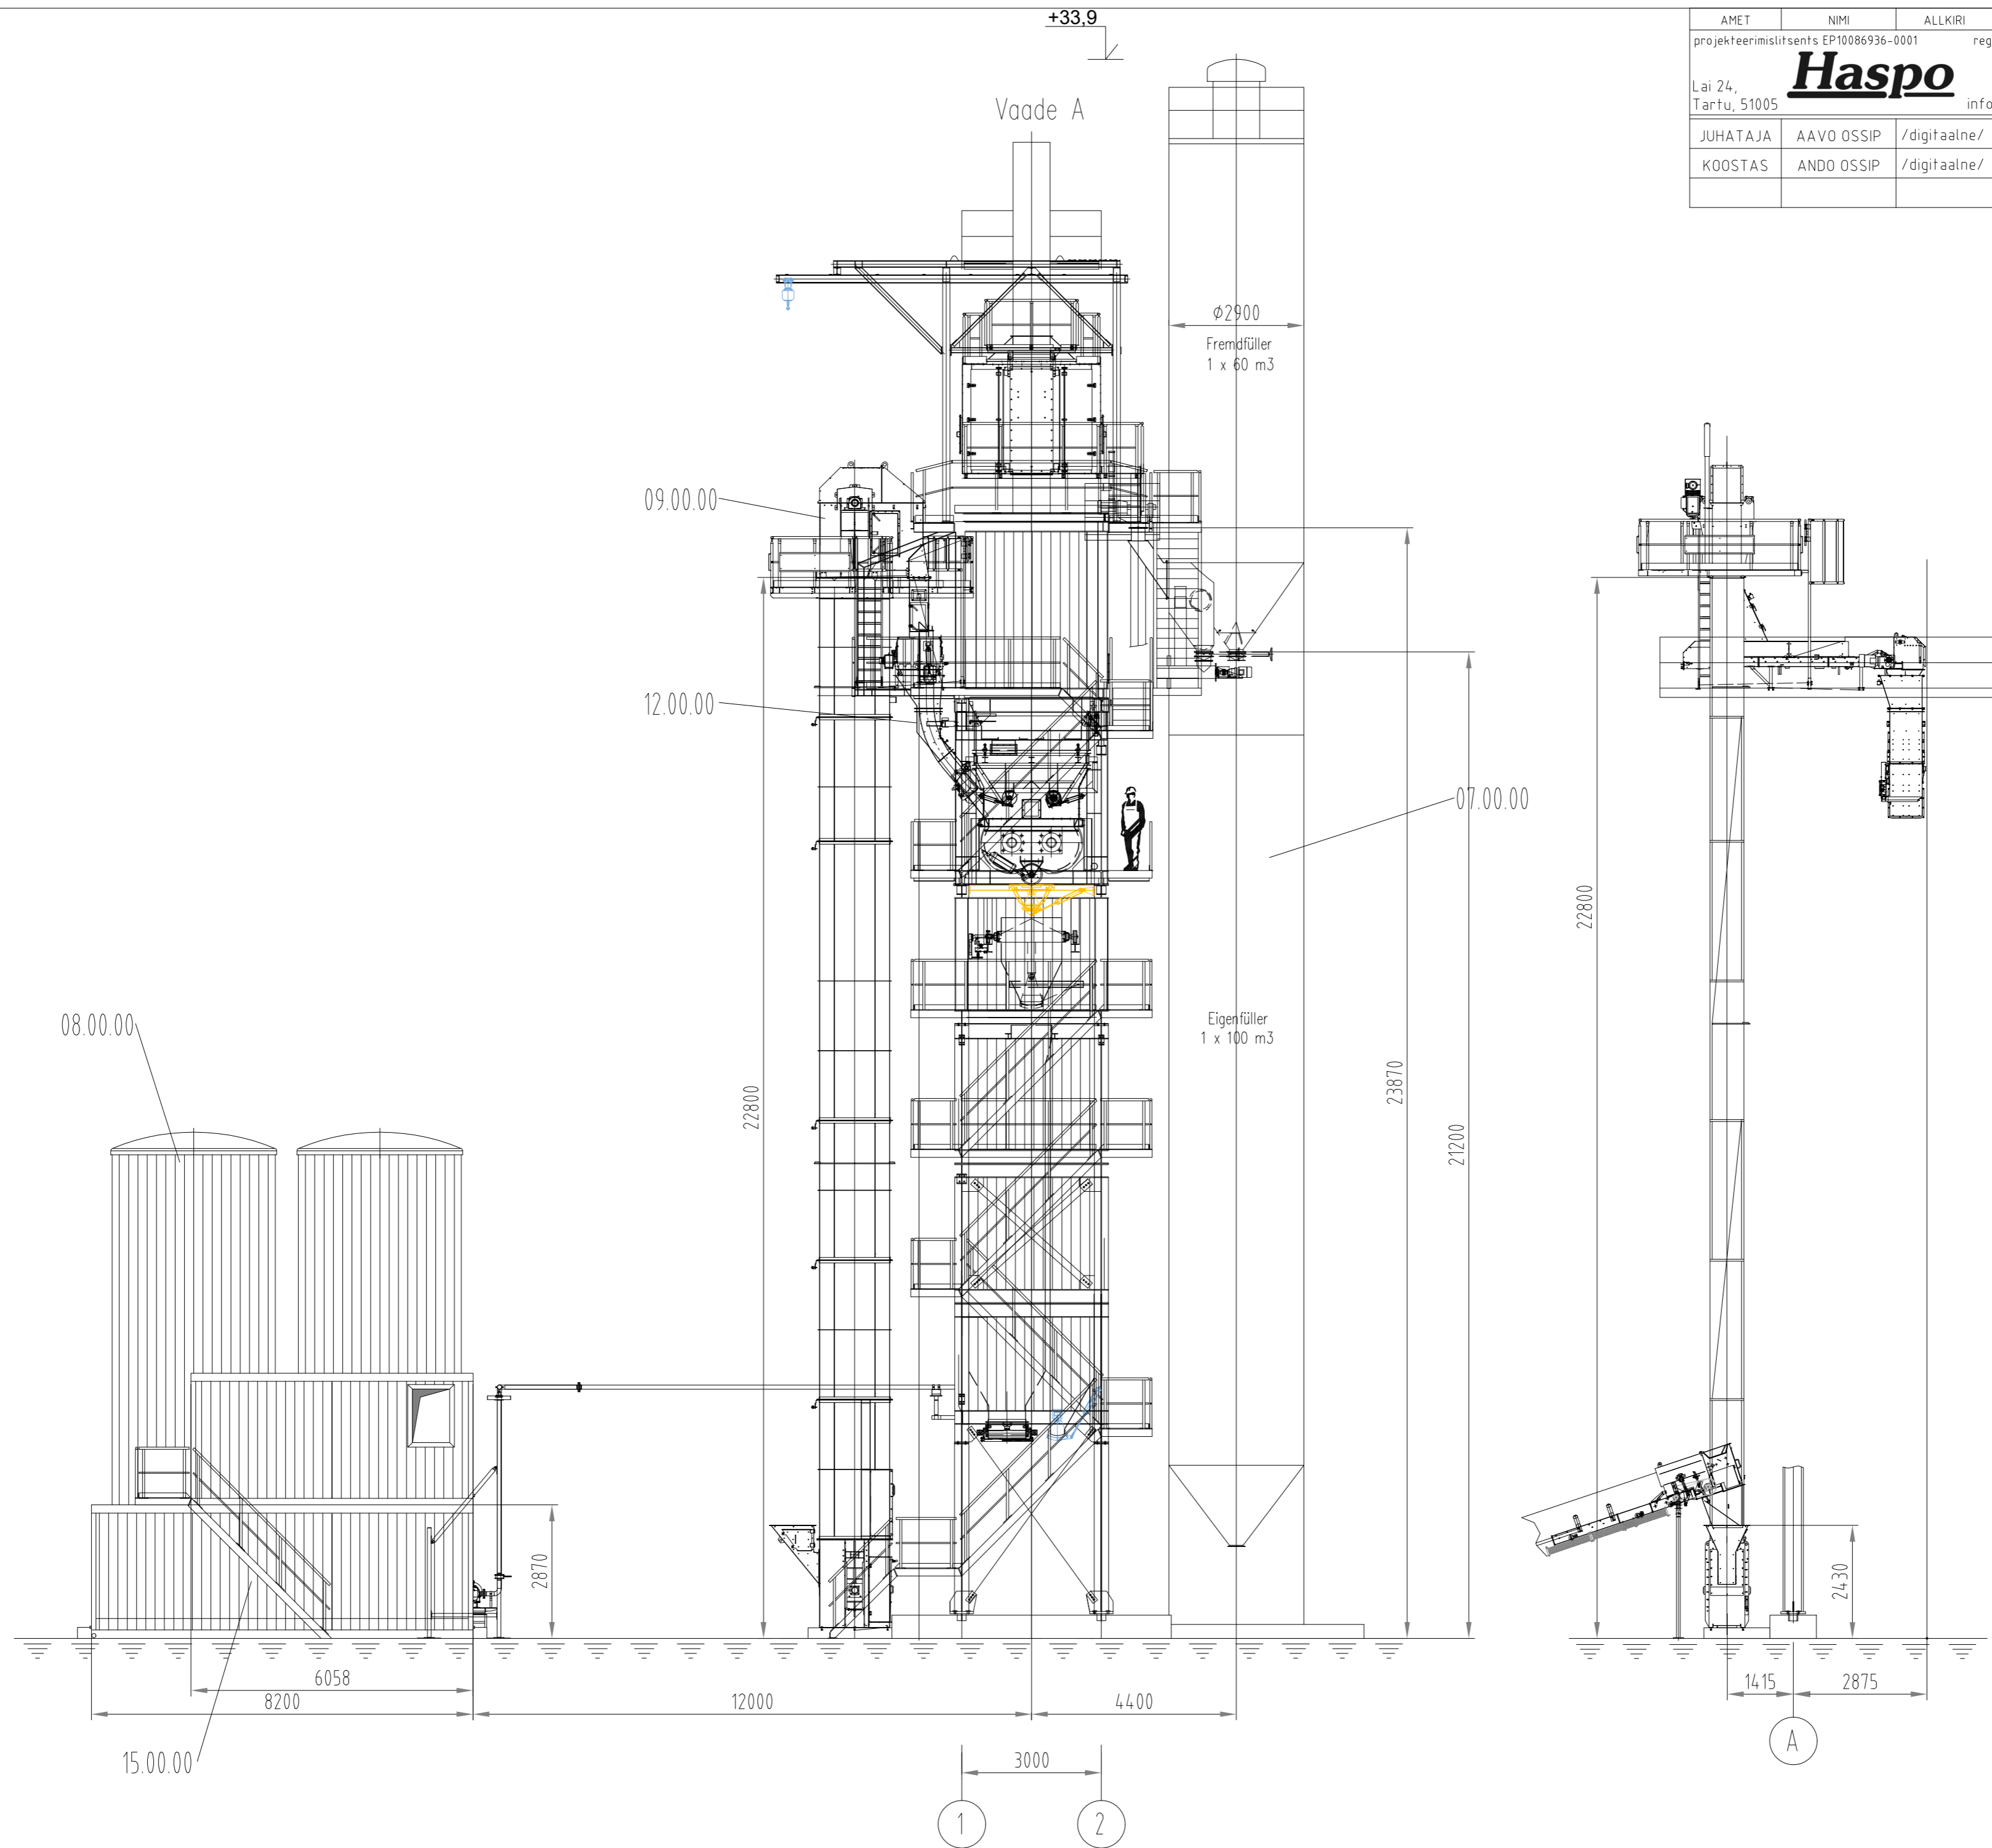 +33,9
AMET NIMI ALLKIRI
projekteerimislitsents EP10086936-0001 reg
Haspo
Lai 24,
Tartu, 51005 info
JUHATAJA AAVO OSSIP /digitaalne/
KOOSTAS ANDO OSSIP /digitaalne/
Vaade A
Ø2900
Fremdfüller
1 x 60 m3
09.00.00
12.00.00
07.00.00
22800
08.00.00
Eigenfüller
1 x 100 m3
22800
23870
21200
2870
2430
6058
8200
12000
4400
1415
2875
15.00.00
3000
A
1
2